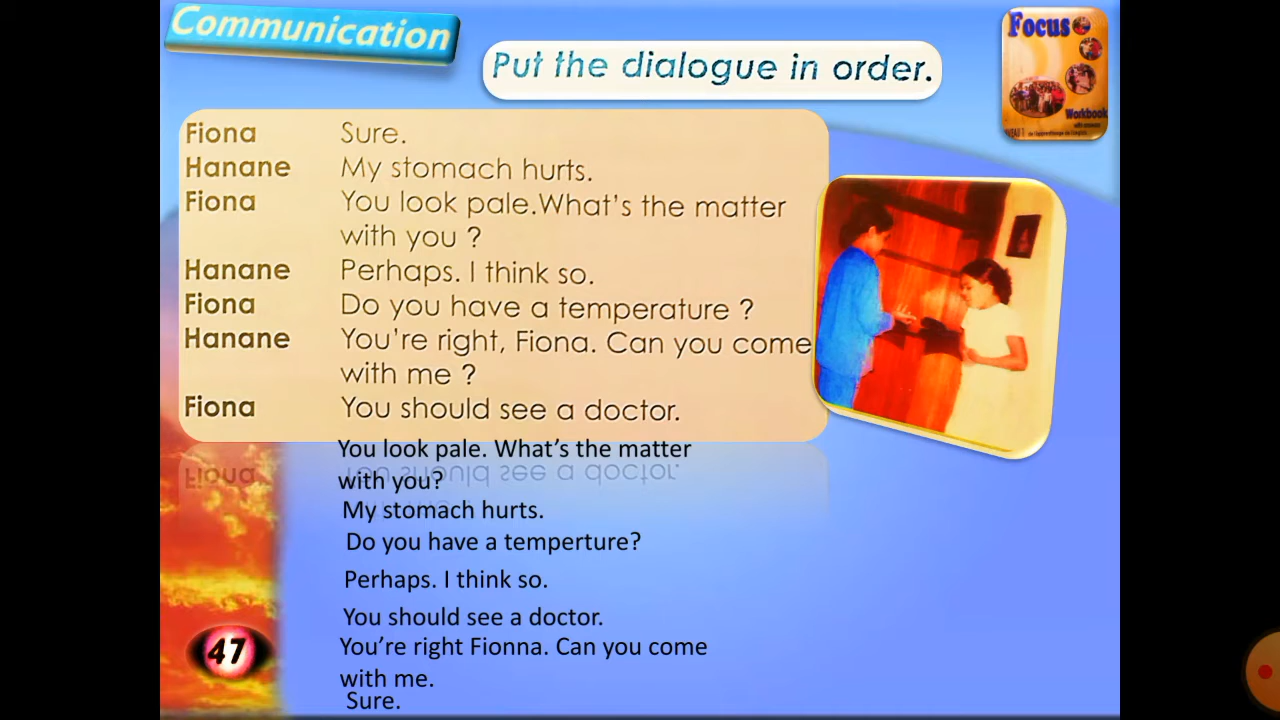 Communication
Put the dialogue in order.
Focus
Workbook
Fiona Sure.
Hanane My stomach hurts.
Fiona You look pale.What's the matter
with you ?
Hanane Perhaps. I think so.
Fiona Do you have a temperature ?
Hanane You're right, Fiona. Can you come
with me ?
Fiona You should see a doctor.
You look pale. What's the matter
with you?
My stomach hurts.
Do you have a temperture?
Perhaps. I think so.
You should see a doctor.
You're right Fionna. Can you come
with me.
Sure.
47